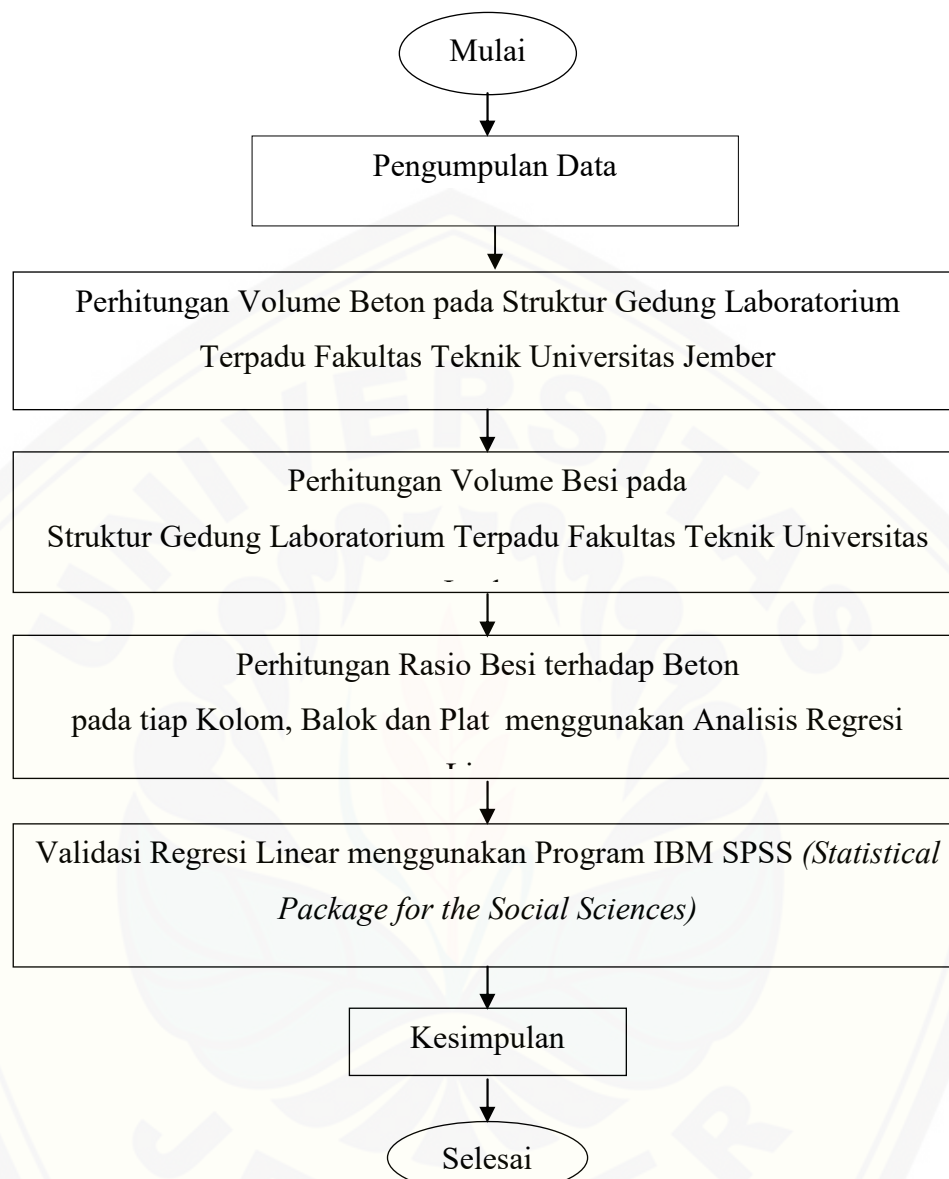 Mulai
Pengumpulan Data
Perhitungan Volume Beton pada Struktur Gedung Laboratorium
Terpadu Fakultas Teknik Universitas Jember
Perhitungan Volume Besi pada
Struktur Gedung Laboratorium Terpadu Fakultas Teknik Universitas
Perhitungan Rasio Besi terhadap Beton
pada tiap Kolom, Balok dan Plat menggunakan Analisis Regresi
Validasi Regresi Linear menggunakan Program IBM SPSS (Statistical
Package for the Social Sciences)
Kesimpulan
Selesai
UNIVERSITAS
JEMBER